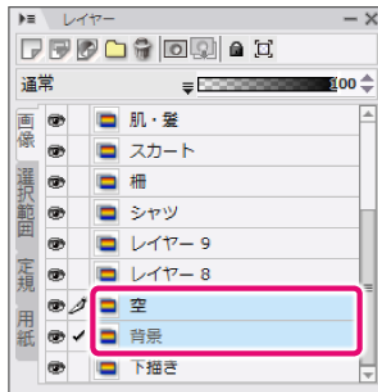 レイヤー
通常
100
画像
選択範囲
定規
用紙
肌・髪
スカート
柵
シャツ
レイヤー 9
レイヤー 8
空
背景
下描き